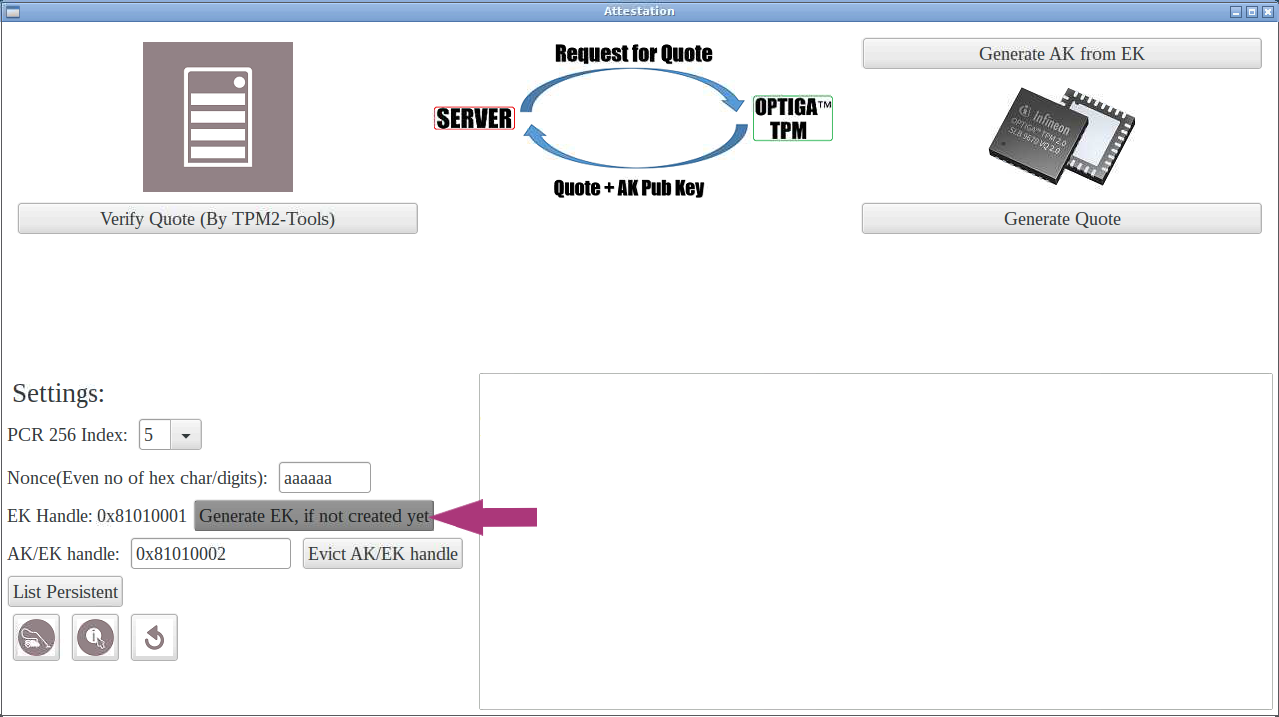 Attestation
Request for Quote
Generate AK from EK
SERVER
OPTIGA™
TPM
Infineon
OPTIGA™ TPM 2.0
SLB 9670 VQ 2.0
Quote + AK Pub Key
Verify Quote (By TPM2-Tools)
Generate Quote
Settings:
PCR 256 Index: 5
Nonce(Even no of hex char/digits): aaaaaa
EK Handle: 0x81010001 Generate EK, if not created yet
AK/EK handle: 0x81010002 Evict AK/EK handle
List Persistent
i